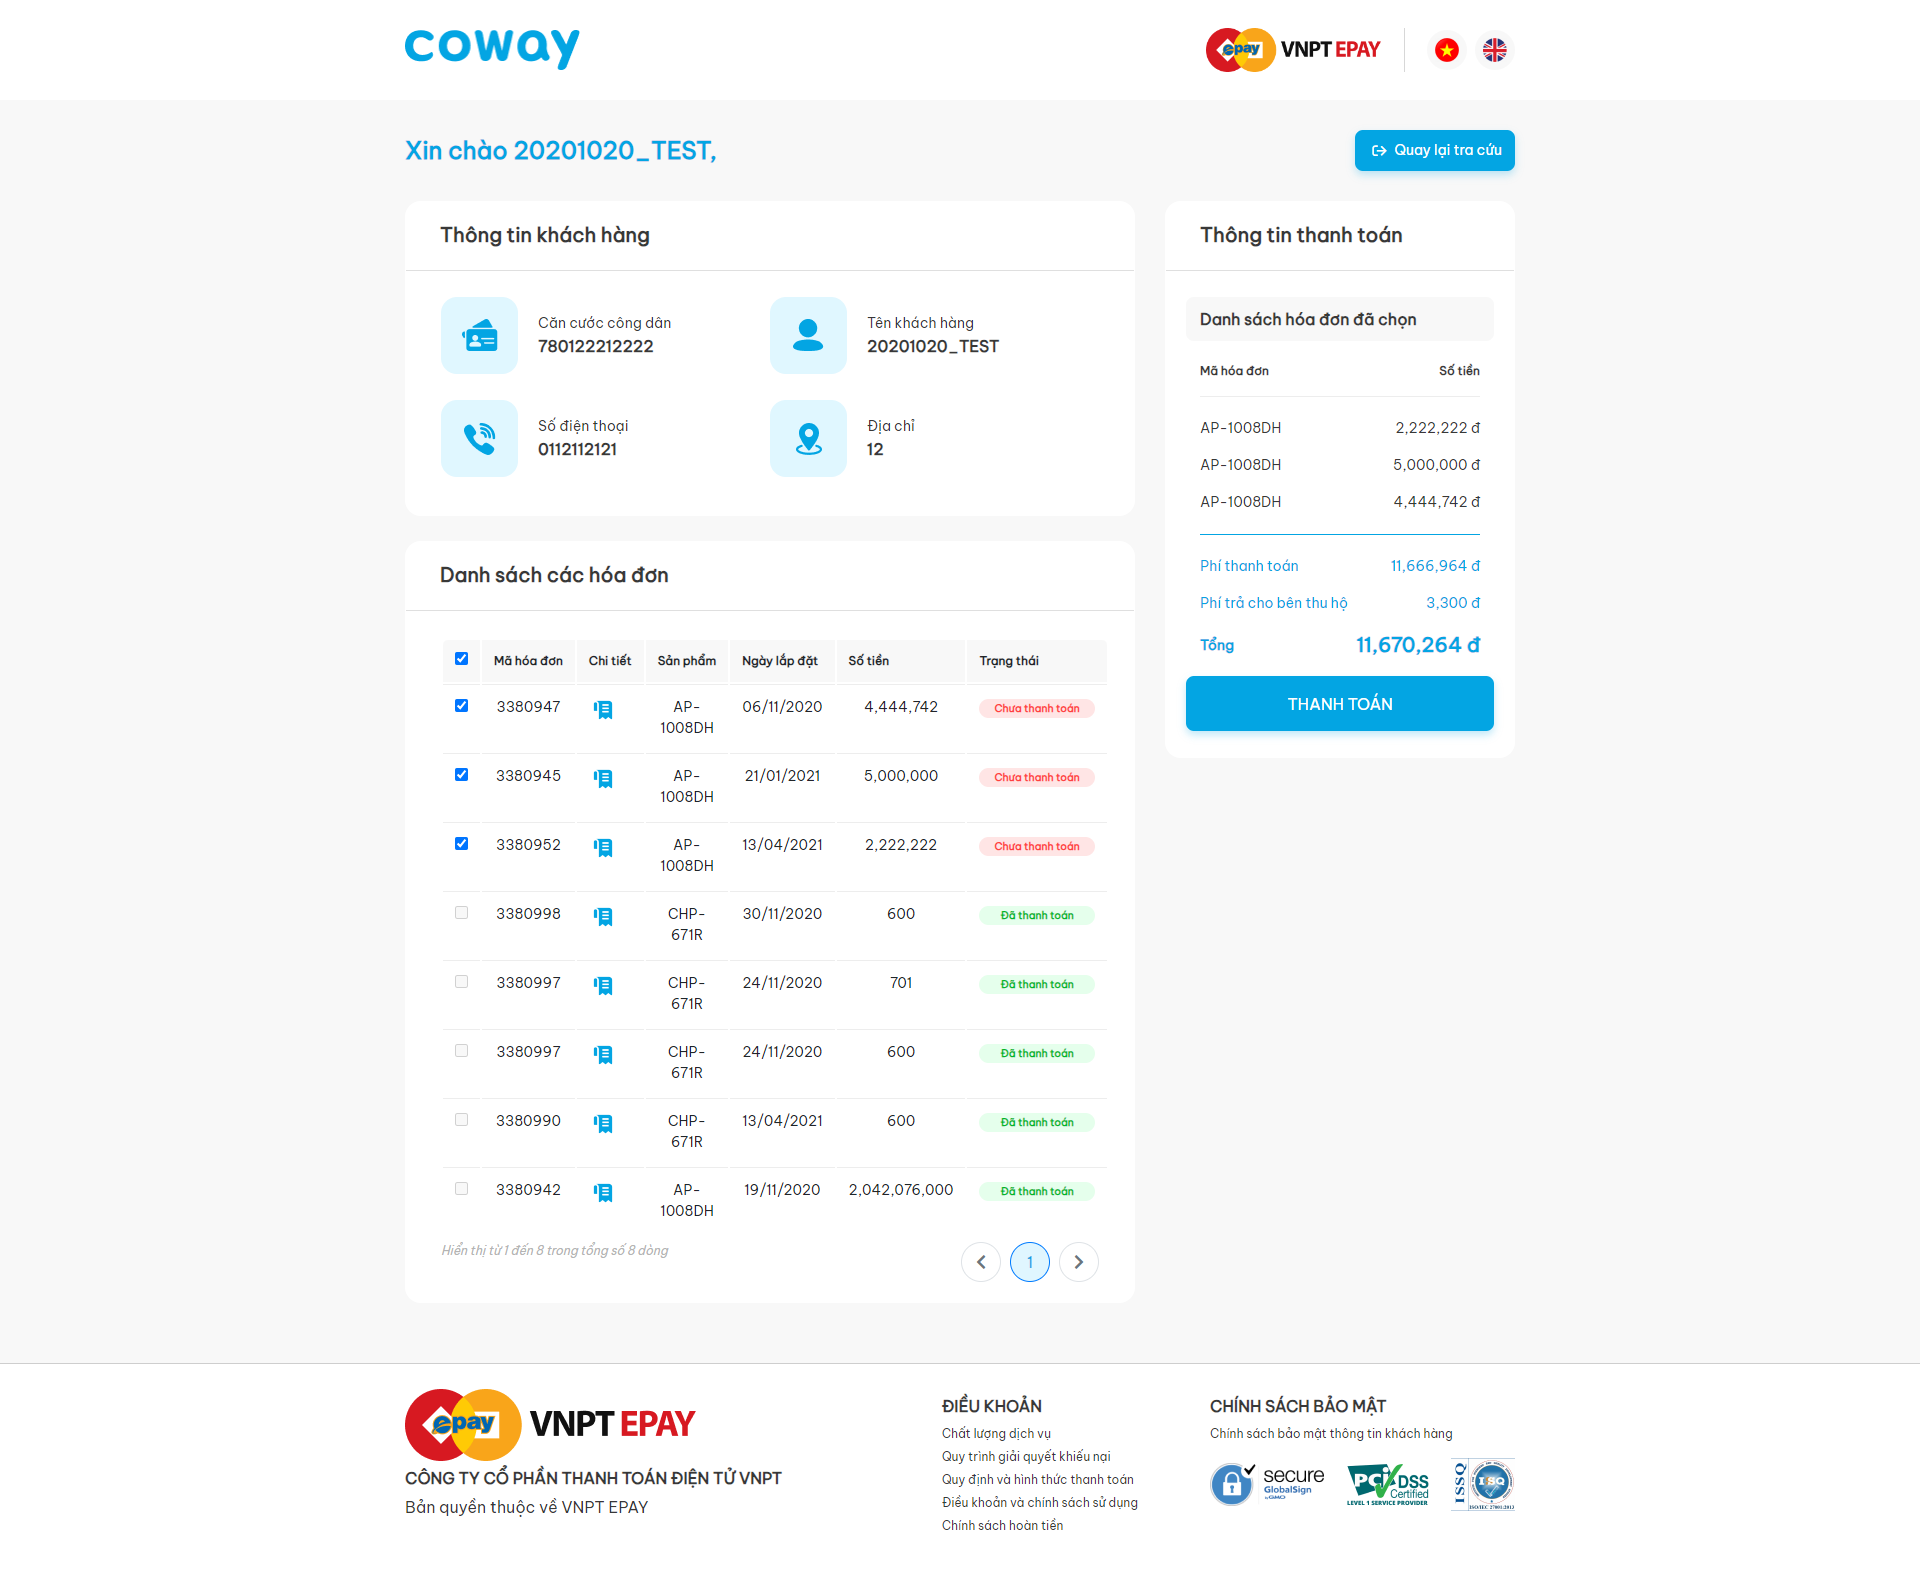 coway
epay VNPT EPAY
Xin chào 20201020_TEST,
Quay lại tra cứu
Thông tin khách hàng
Căn cước công dân
780122212222
Tên khách hàng
20201020_TEST
Số điện thoại
0112112121
Địa chỉ
12
Thông tin thanh toán
Danh sách hóa đơn đã chọn
Mã hóa đơn Số tiền
AP-1008DH 2,222,222 đ
AP-1008DH 5,000,000 đ
AP-1008DH 4,444,742 đ
Phí thanh toán 11,666,964 đ
Phí trả cho bên thu hộ 3,300 đ
Tổng 11,670,264 đ
THANH TOÁN
Danh sách các hóa đơn
Mã hóa đơn Chi tiết Sản phẩm Ngày lắp đặt Số tiền Trạng thái
3380947 AP- 06/11/2020 4,444,742 Chưa thanh toán
1008DH
3380945 AP- 21/01/2021 5,000,000 Chưa thanh toán
1008DH
3380952 AP- 13/04/2021 2,222,222 Chưa thanh toán
1008DH
3380998 CHP- 30/11/2020 600 Đã thanh toán
671R
3380997 CHP- 24/11/2020 701 Đã thanh toán
671R
3380997 CHP- 24/11/2020 600 Đã thanh toán
671R
3380990 CHP- 13/04/2021 600 Đã thanh toán
671R
3380942 AP- 19/11/2020 2,042,076,000 Đã thanh toán
1008DH
Hiển thị từ 1 đến 8 trong tổng số 8 dòng
1
epay VNPT EPAY
CÔNG TY CỔ PHẦN THANH TOÁN ĐIỆN TỬ VNPT
Bản quyền thuộc về VNPT EPAY
ĐIỀU KHOẢN
Chất lượng dịch vụ
Quy trình giải quyết khiếu nại
Quy định và hình thức thanh toán
Điều khoản và chính sách sử dụng
Chính sách hoàn tiền
CHÍNH SÁCH BẢO MẬT
Chính sách bảo mật thông tin khách hàng
secure
GlobalSign
by GMO
PCI DSS
Certified
LEVEL 1 SERVICE PROVIDER
ISSQ
ISQ
ISO/IEC 27001:2013